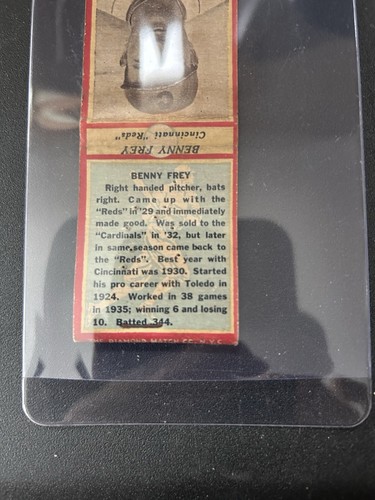 Cincinnati "Reds"
BENNY FREY
BENNY FREY
Right handed pitcher, bats
right. Came up with the
"Reds" in '29 and immediately
made good. Was sold to the
"Cardinals" in '32, but later
in same season came back to
the "Reds". Best year with
Cincinnati was 1930. Started
his pro career with Toledo in
1924. Worked in 38 games
in 1935; winning 6 and losing
10. Batted 344.
THE DIAMOND MATCH CO. N.Y.C.